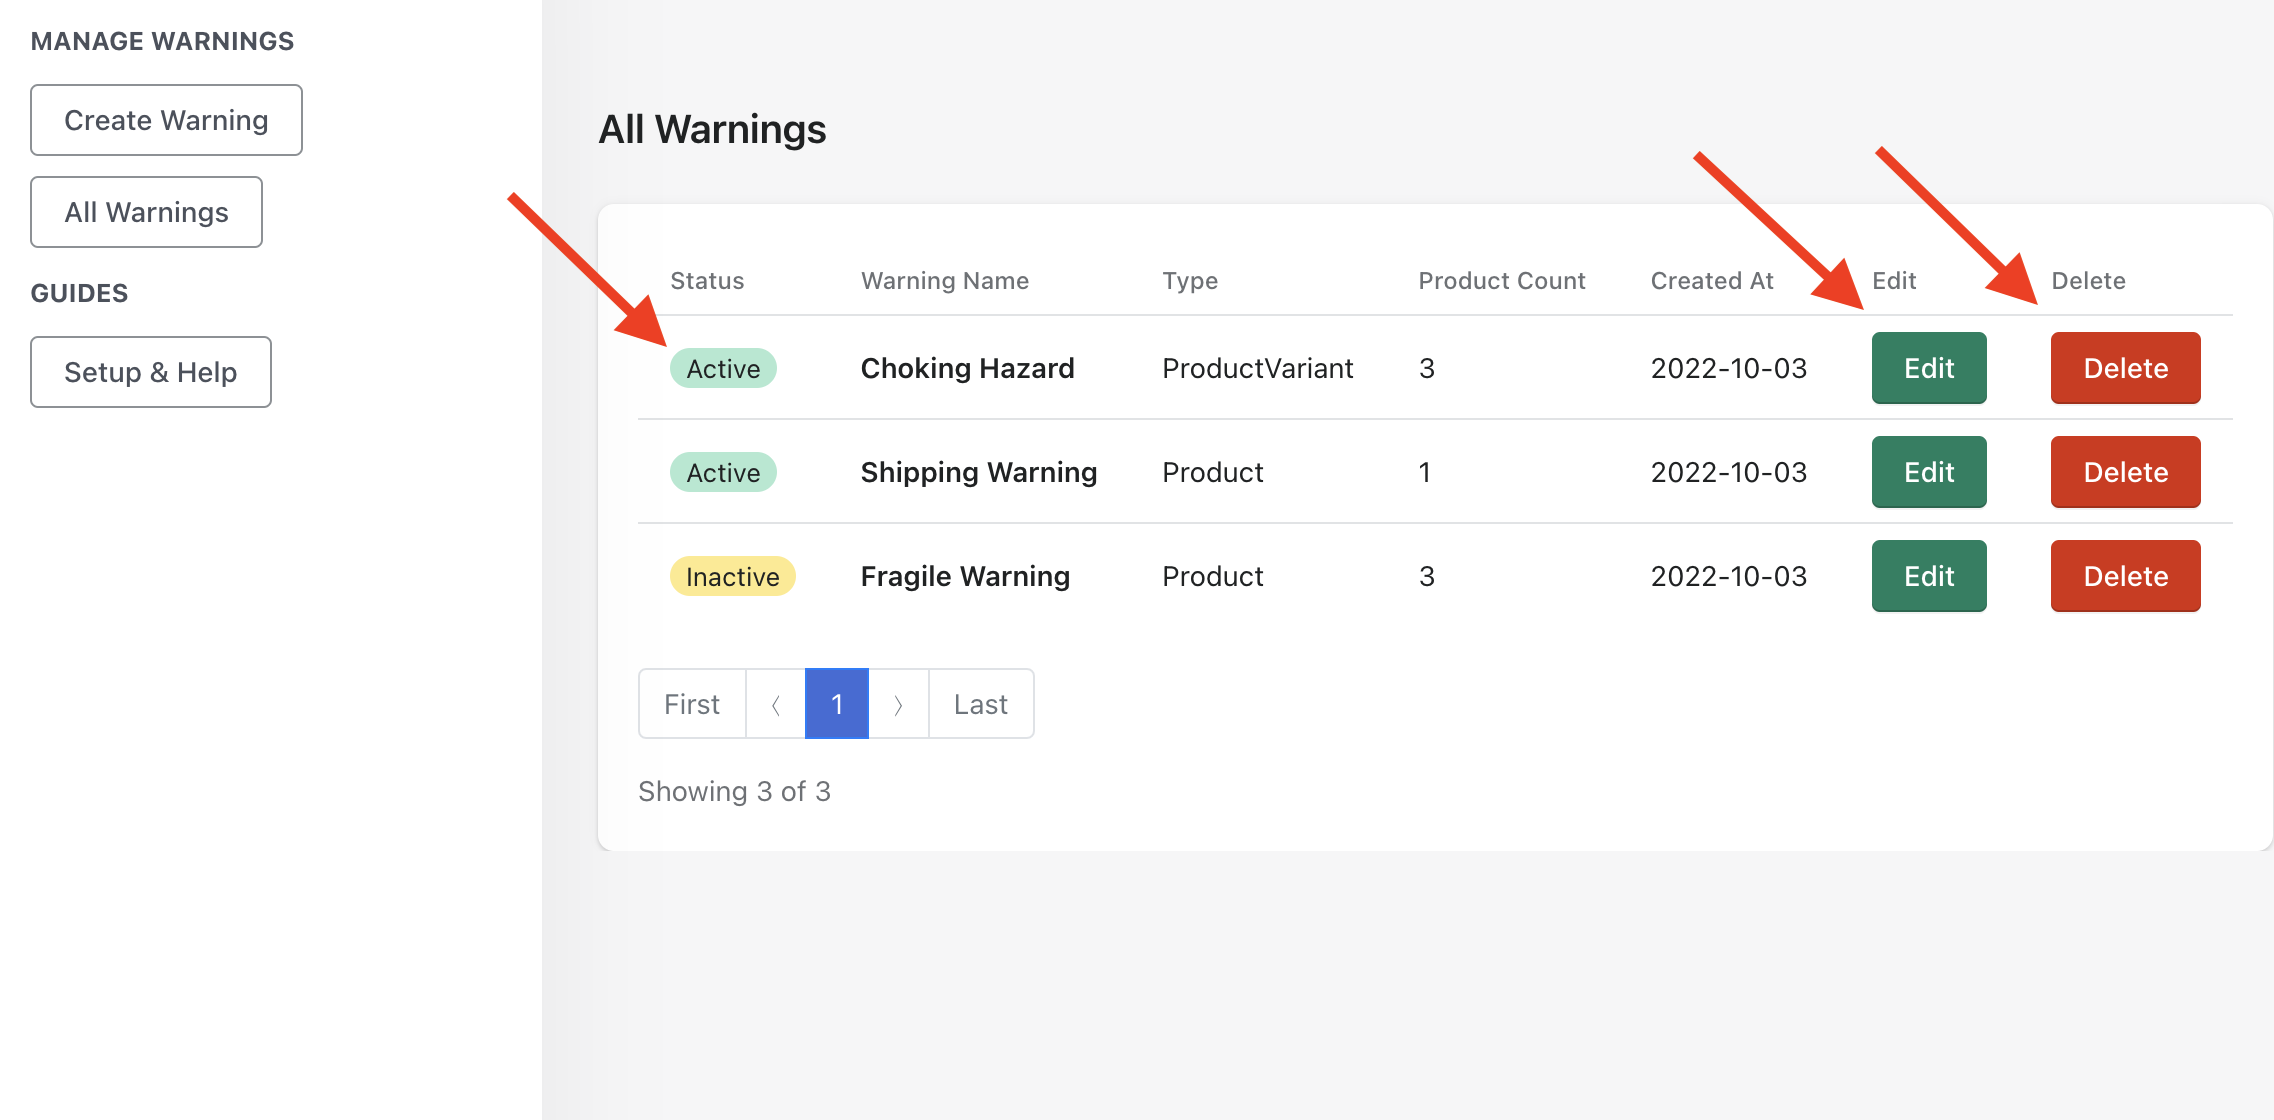 MANAGE WARNINGS
Create Warning
All Warnings
GUIDES
Setup & Help
All Warnings
Status Warning Name Type Product Count Created At Edit Delete
Active Choking Hazard ProductVariant 3 2022-10-03 Edit Delete
Active Shipping Warning Product 1 2022-10-03 Edit Delete
Inactive Fragile Warning Product 3 2022-10-03 Edit Delete
First 〈 1 〉 Last
Showing 3 of 3